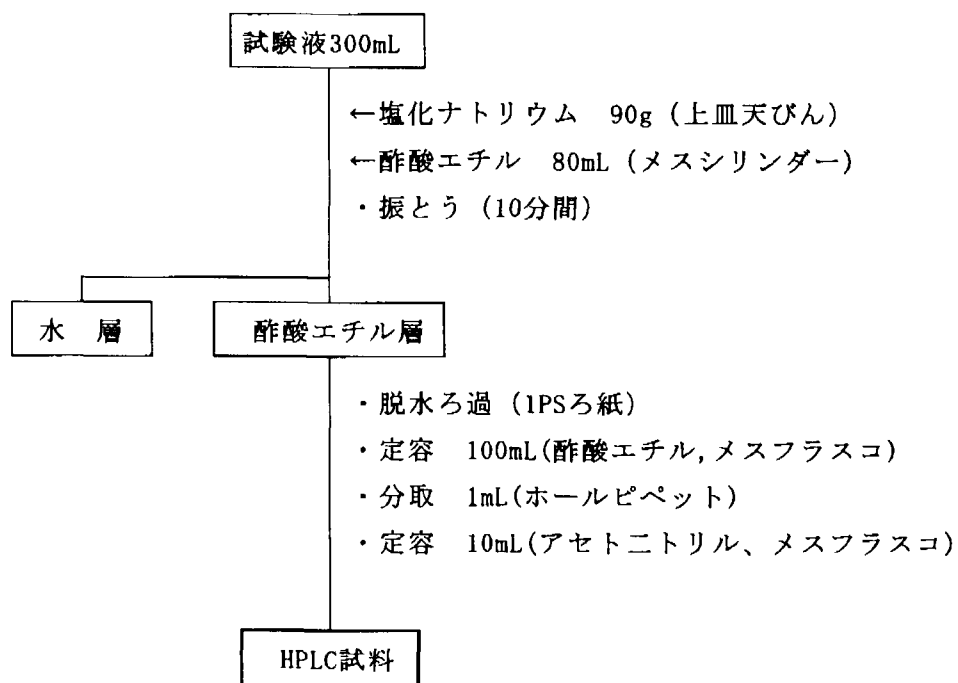 試験液300mL
←塩化ナトリウム 90g (上皿天びん)
←酢酸エチル 80mL (メスシリンダー)
・振とう (10分間)
水 層
酢酸エチル層
・脱水ろ過 (1PSろ紙)
・定容 100mL(酢酸エチル,メスフラスコ)
・分取 1mL(ホールピペット)
・定容 10mL(アセトニトリル、メスフラスコ)
HPLC試料